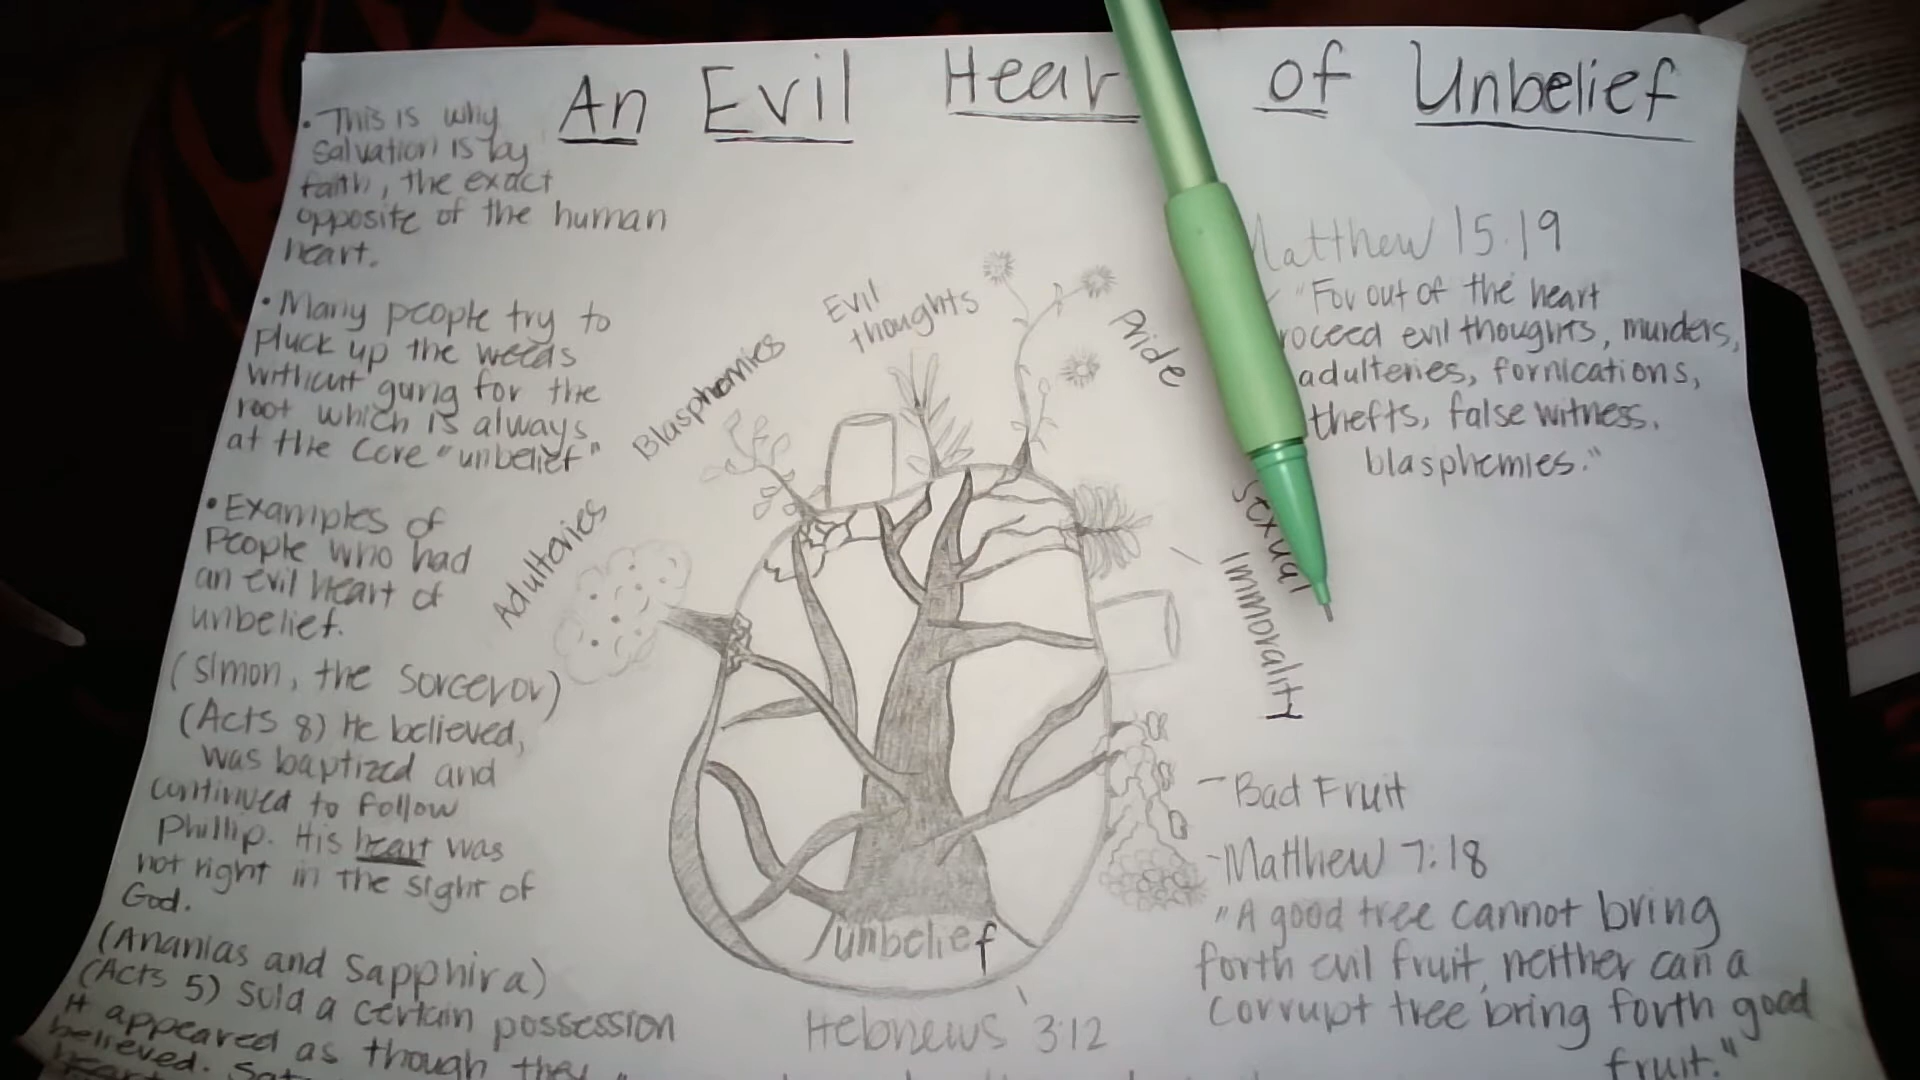 An Evil Hear of Unbelief
• This is why
Salvation is by
faith, the exact
opposite of the human
heart.
• Many people try to
pluck up the weeds
without gung for the
root which is always
at the core "unbelief"
• Examples of
People who had
an evil heart of
unbelief.
(Simon, the Sorceror)
(Acts 8) He believed,
was baptized and
continued to follow
Phillip. His heart was
not right in the sight of
God.
(Ananias and Sapphira)
(Acts 5) Sold a certain possession
It appeared as though they
believed.
Adulteries
Blasphemies
Evil
thoughts
Pride
Sexual
Immorality
unbelief
Hebrews 3:12
Matthew 15:19
"For out of the heart
roceed evil thoughts, murders,
adulteries, fornications,
thefts, false witness,
blasphemies."
- Bad Fruit
- Matthew 7:18
"A good tree cannot bring
forth evil fruit, neither can a
corrupt tree bring forth good
fruit."